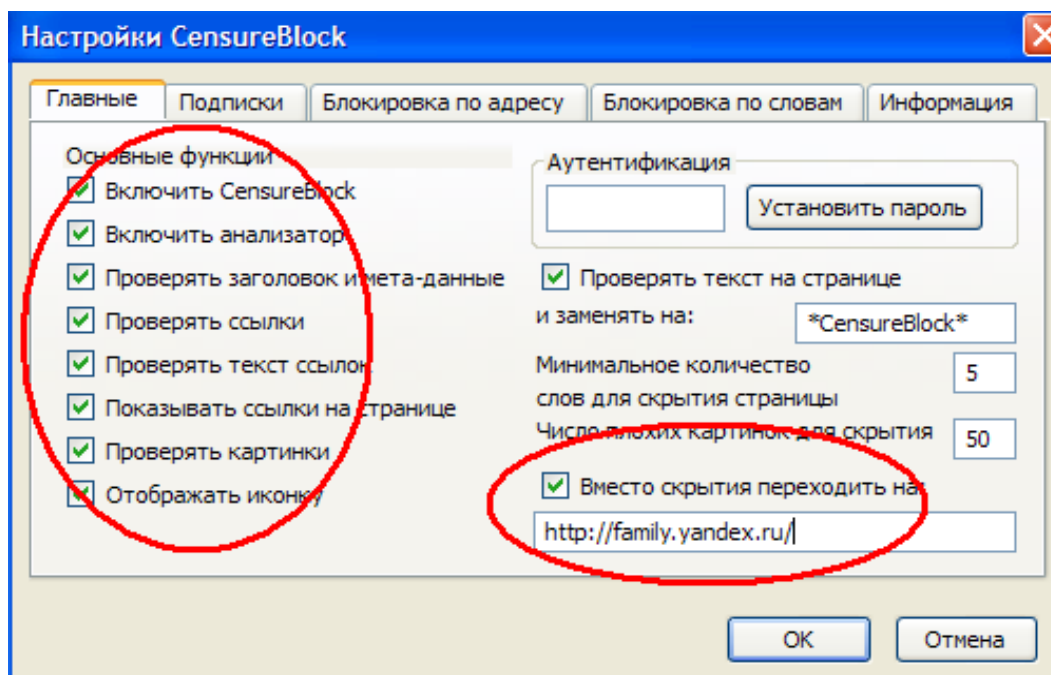 Настройки CensureBlock
Главные
Подписки
Блокировка по адресу
Блокировка по словам
Информация
Основные функции
Включить CensureBlock
Включить анализатор
Проверять заголовок и мета-данные
Проверять ссылки
Проверять текст ссылок
Показывать ссылки на странице
Проверять картинки
Отображать иконку
Аутентификация
Установить пароль
Проверять текст на странице
и заменять на:
*CensureBlock*
Минимальное количество
слов для скрытия страницы
5
Число плохих картинок для скрытия
50
Вместо скрытия переходить на:
http://family.yandex.ru/
OK
Отмена